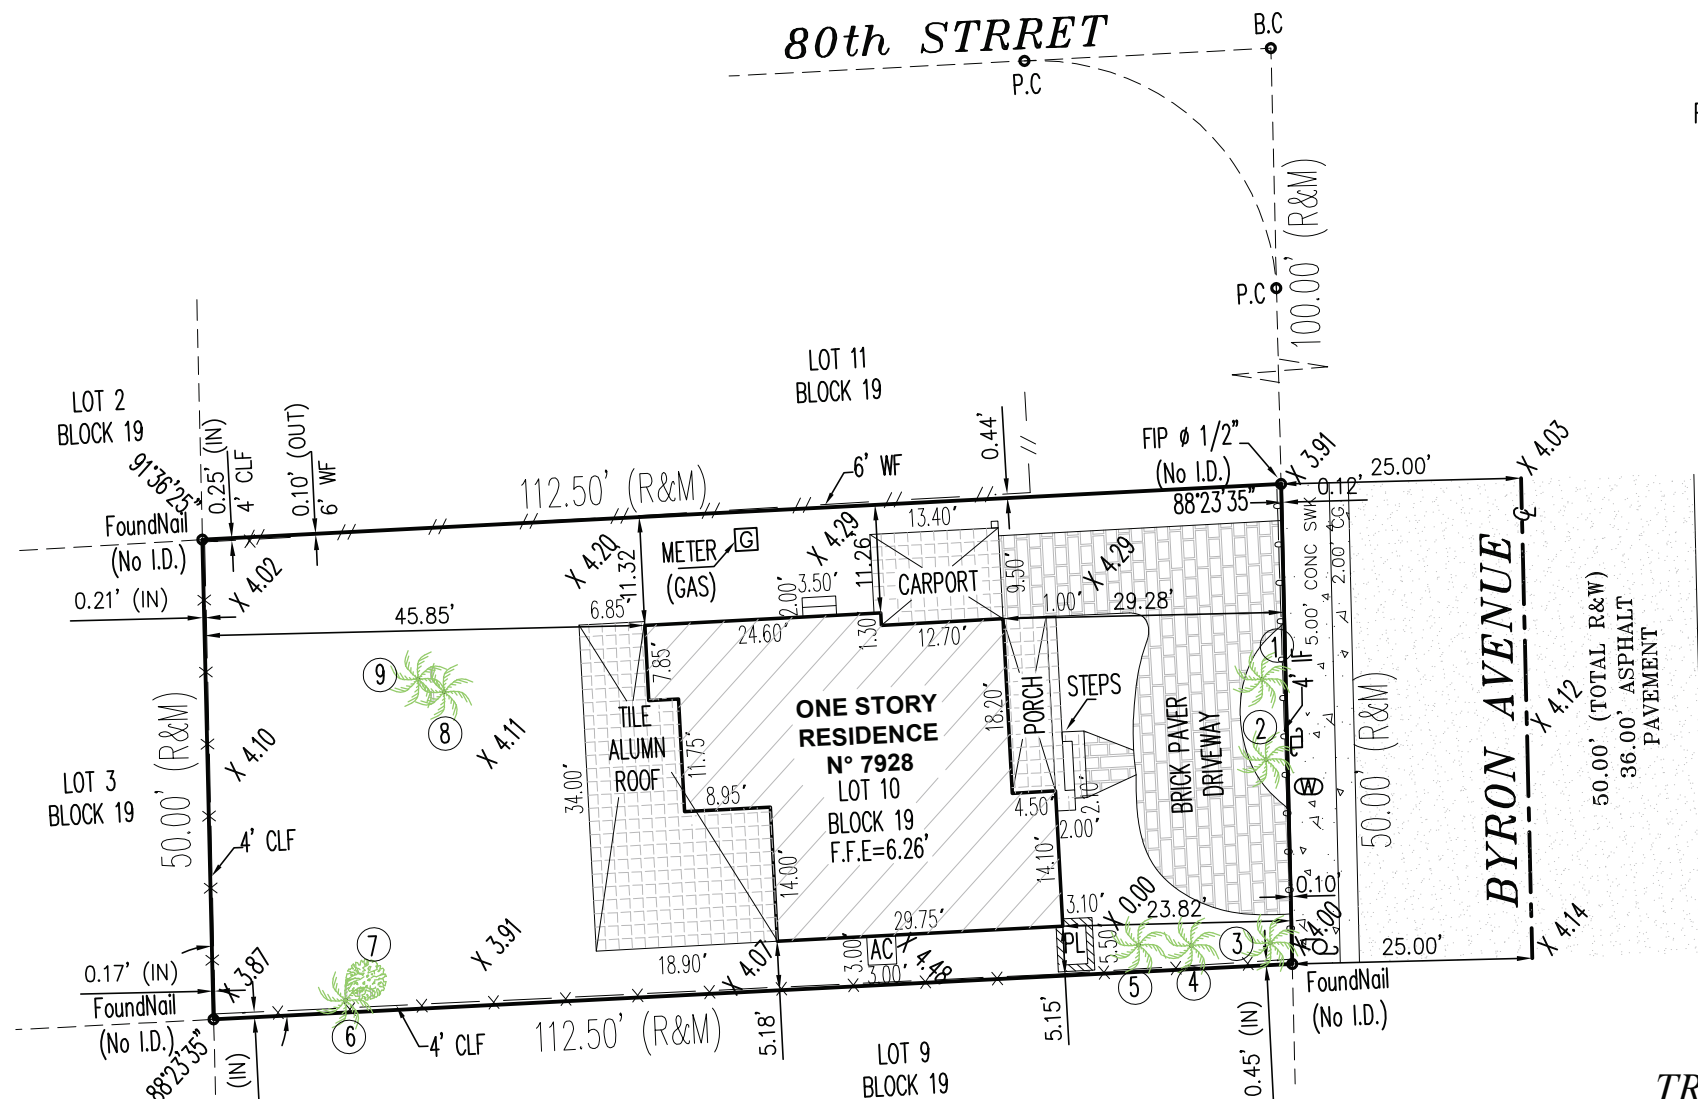 80th STRRET
B.C
P.C
P.C
100.00' (R&M)
LOT 11
BLOCK 19
LOT 2
BLOCK 19
91°36'25"
0.25' (IN)
4' CLF
0.10' (OUT)
6' WF
112.50' (R&M)
6' WF
0.44'
FIP ø 1/2"
(No I.D.)
X 3.91
88°23'35"
25.00'
X 4.03
0.12'
FoundNail
(No I.D.)
X 4.02
0.21' (IN)
45.85'
6.85'
X 4.20
11.32'
METER
(GAS)
G
X 4.29
11.26'
13.40'
CARPORT
9.50'
X 4.29
2.00'
3.50'
24.60'
1.30'
12.70'
1.00'
29.28'
5.00' CONC SWK
2.00' CG
7.85'
11.75'
8.95'
34.00'
TILE
ALUMN
ROOF
14.00'
18.90'
ONE STORY
RESIDENCE
N° 7928
LOT 10
BLOCK 19
F.F.E=6.26'
18.20'
PORCH
STEPS
4.50'
2.10'
2.00'
14.10'
BRICK PAVER
DRIVEWAY
1
2
3
4
5
6
7
8
9
4' IF
W
50.00' (R&M)
BYRON AVENUE
X 4.12
50.00' (TOTAL R&W)
36.00' ASPHALT
PAVEMENT
LOT 3
BLOCK 19
50.00' (R&M)
X 4.10
X 4.11
4' CLF
X 3.91
X 3.87
0.17' (IN)
FoundNail
(No I.D.)
88°23'35"
(IN)
4' CLF
112.50' (R&M)
X 4.07
5.18'
29.75'
3.00'
AC
3.00'
X 4.48
3.10'
PL
5.50'
X 0.00
23.82'
0.10'
X 4.00
25.00'
X 4.14
FoundNail
(No I.D.)
5.15'
0.45' (IN)
LOT 9
BLOCK 19
TR